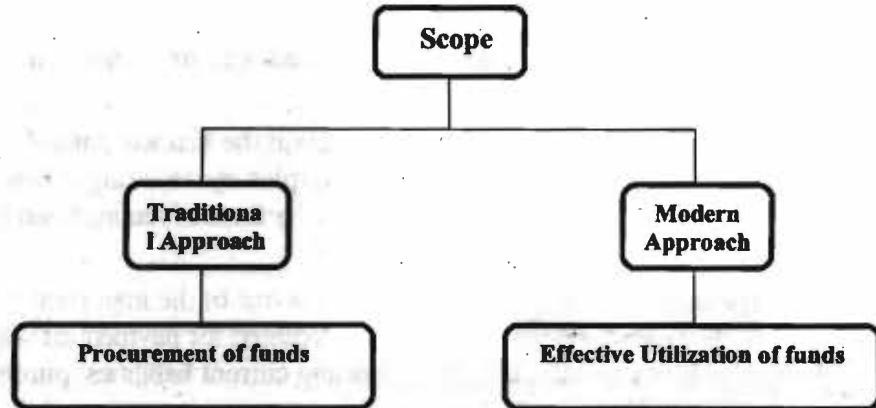 Scope
Traditiona
l Approach
Modern
Approach
Procurement of funds
Effective Utilization of funds